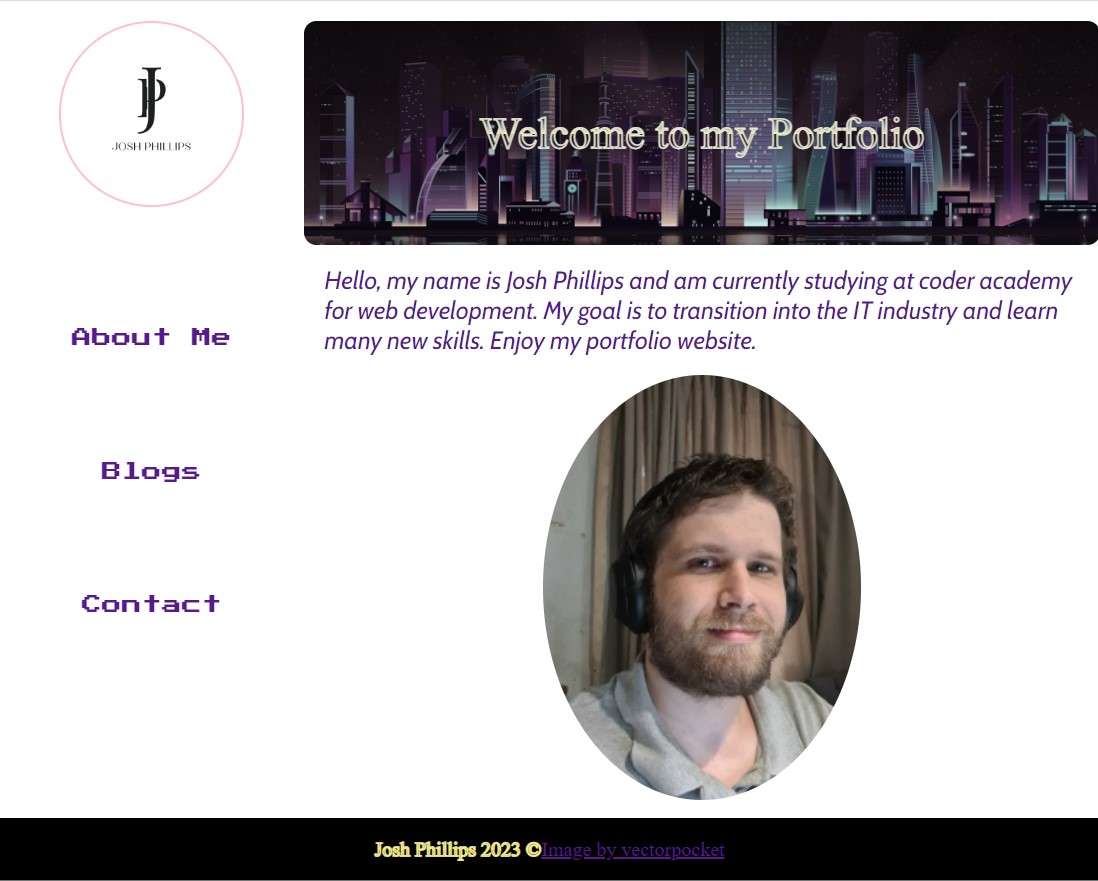 JP
JOSH PHILLIPS
Welcome to my Portfolio
Hello, my name is Josh Phillips and am currently studying at coder academy
for web development. My goal is to transition into the IT industry and learn
many new skills. Enjoy my portfolio website.
About Me
Blogs
Contact
Josh Phillips 2023 ©Image by vectorpocket